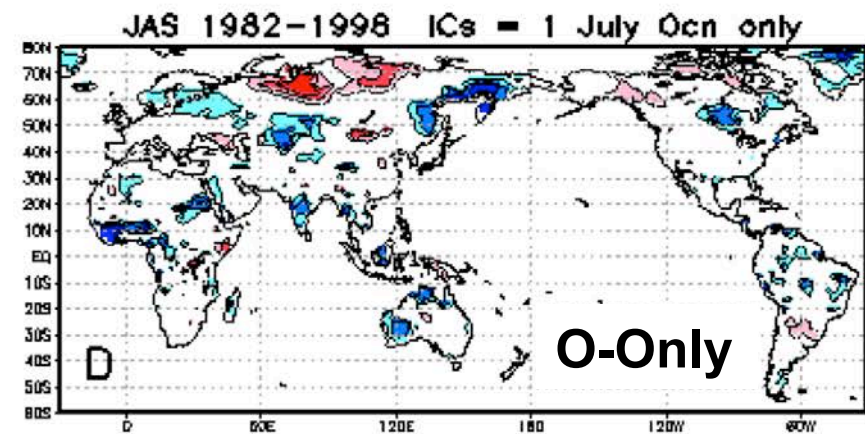 JAS 1982-1998 ICs = 1 July Ocn only
80N
70N
60N
50N
40N
30N
20N
10N
EQ
10S
20S
30S
40S
50S
60S
D
O-Only
0
60E
120E
180
120W
60W